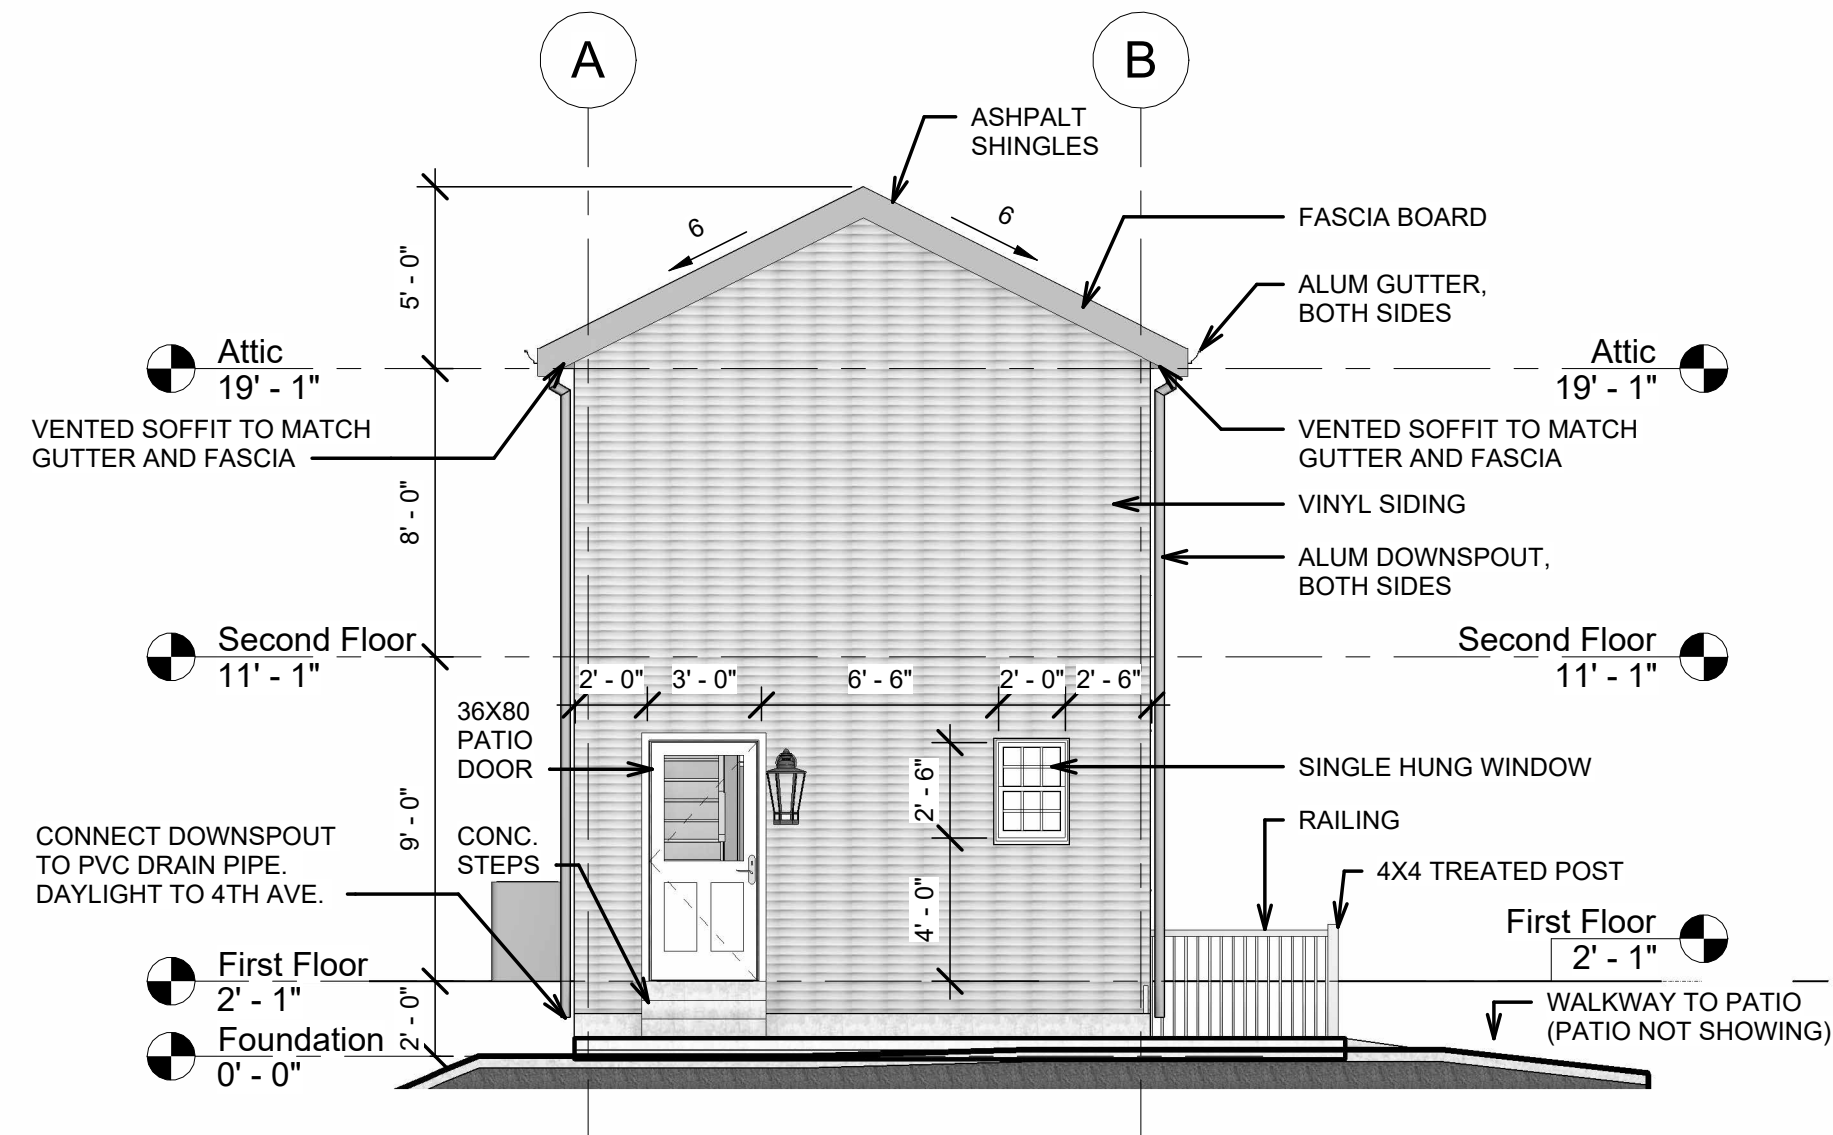 A
B
ASHPALT
SHINGLES
6
6
FASCIA BOARD
5' - 0"
ALUM GUTTER,
BOTH SIDES
Attic
19' - 1"
Attic
19' - 1"
VENTED SOFFIT TO MATCH
GUTTER AND FASCIA
VENTED SOFFIT TO MATCH
GUTTER AND FASCIA
8' - 0"
VINYL SIDING
ALUM DOWNSPOUT,
BOTH SIDES
Second Floor
11' - 1"
Second Floor
11' - 1"
2' - 0"
3' - 0"
6' - 6"
2' - 0"
2' - 6"
36X80
PATIO
DOOR
2' - 6"
SINGLE HUNG WINDOW
9' - 0"
RAILING
CONNECT DOWNSPOUT
TO PVC DRAIN PIPE.
DAYLIGHT TO 4TH AVE.
CONC.
STEPS
4X4 TREATED POST
4' - 0"
First Floor
2' - 1"
First Floor
2' - 1"
2' - 0"
WALKWAY TO PATIO
(PATIO NOT SHOWING)
Foundation
0' - 0"